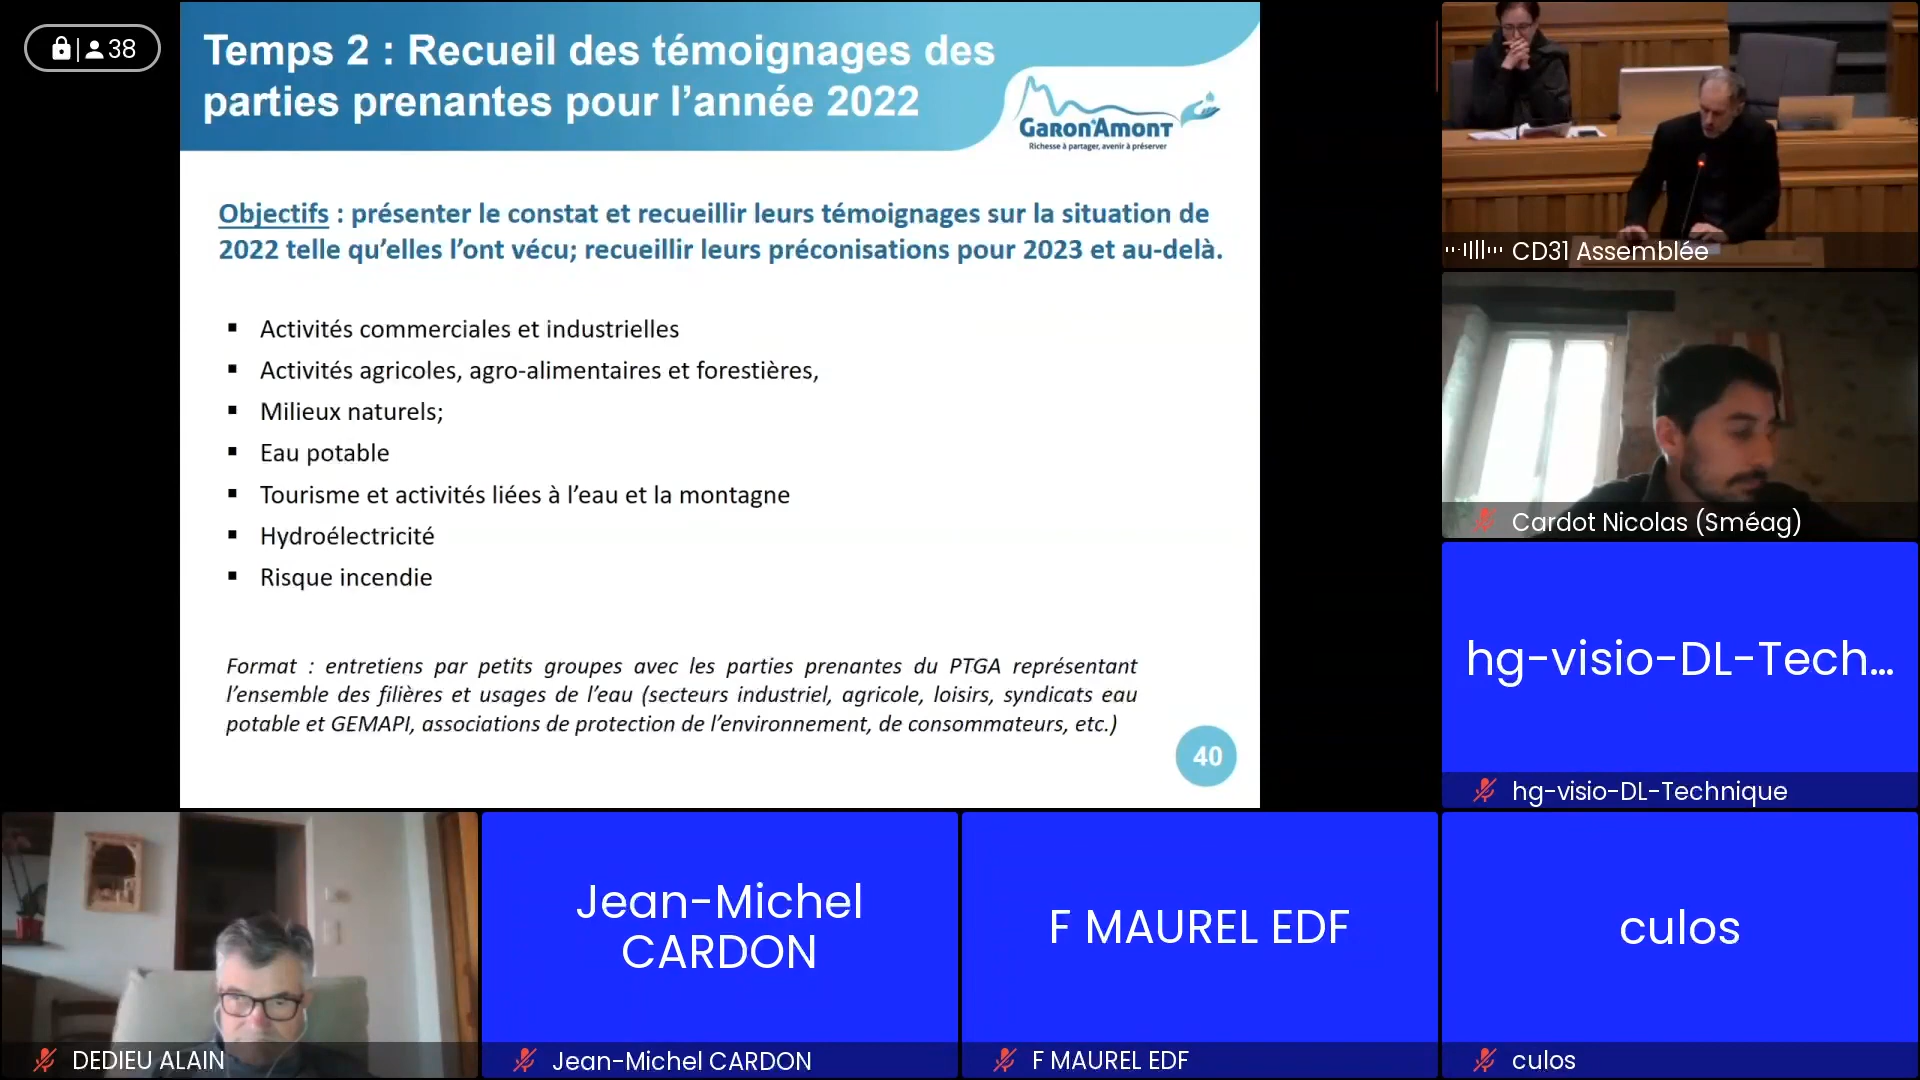 38
Temps 2 : Recueil des témoignages des
parties prenantes pour l’année 2022
GARON'AMONT
Richesse à partager, avenir à préserver
Objectifs : présenter le constat et recueillir leurs témoignages sur la situation de
2022 telle qu’elles l’ont vécu; recueillir leurs préconisations pour 2023 et au-delà.
▪ Activités commerciales et industrielles
▪ Activités agricoles, agro-alimentaires et forestières,
▪ Milieux naturels;
▪ Eau potable
▪ Tourisme et activités liées à l’eau et la montagne
▪ Hydroélectricité
▪ Risque incendie
Format : entretiens par petits groupes avec les parties prenantes du PTGA représentant
l’ensemble des filières et usages de l’eau (secteurs industriel, agricole, loisirs, syndicats eau
potable et GEMAPI, associations de protection de l’environnement, de consommateurs, etc.)
40
CD31 Assemblée
Cardot Nicolas (Sméag)
hg-visio-DL-Tech...
hg-visio-DL-Technique
DEDIEU ALAIN
Jean-Michel
CARDON
Jean-Michel CARDON
F MAUREL EDF
F MAUREL EDF
culos
culos